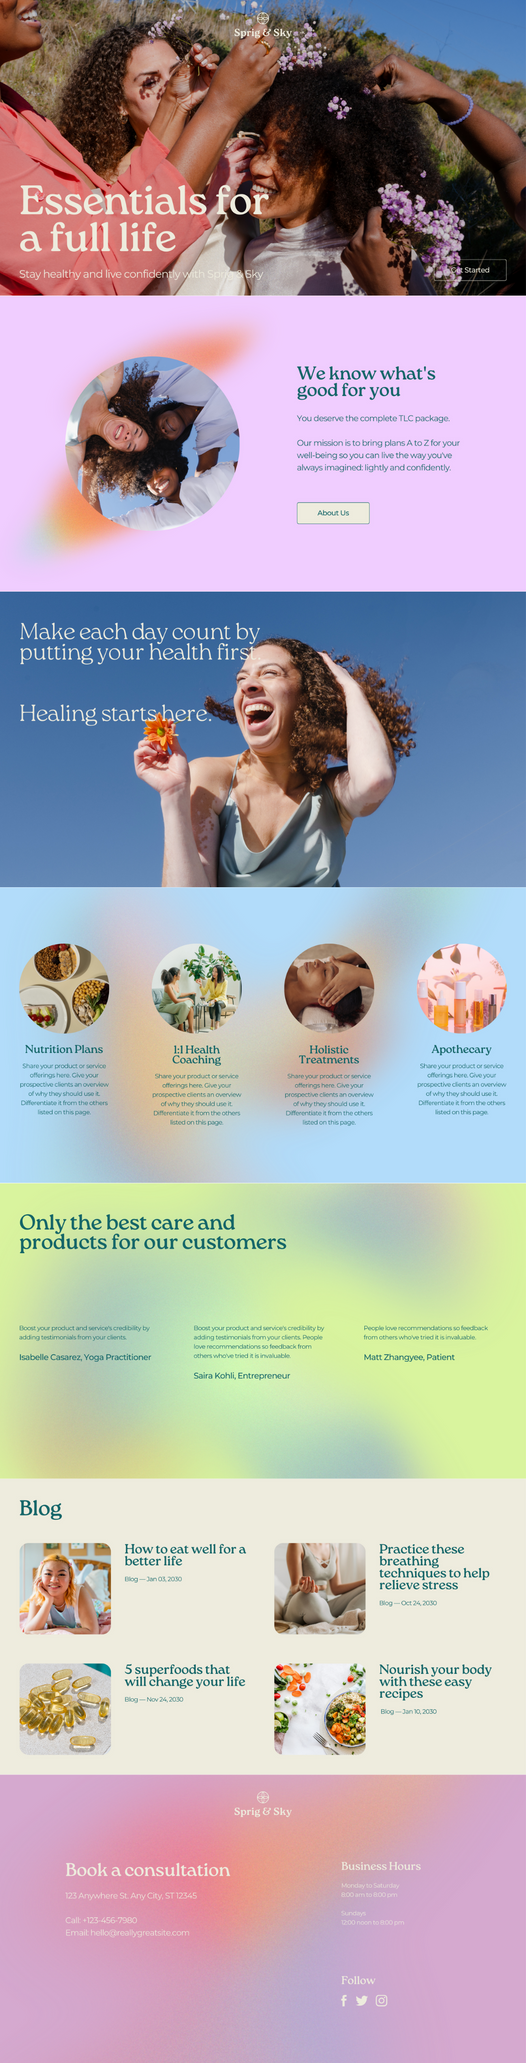 Sprig & Sky
Essentials for
a full life
Stay healthy and live confidently with Sprig & Sky
Get Started
We know what's
good for you
You deserve the complete TLC package.
Our mission is to bring plans A to Z for your
well-being so you can live the way you've
always imagined: lightly and confidently.
About Us
Make each day count by
putting your health first.
Healing starts here.
Nutrition Plans
Share your product or service
offerings here. Give your
prospective clients an overview
of why they should use it.
Differentiate it from the others
listed on this page.
1:1 Health
Coaching
Share your product or service
offerings here. Give your
prospective clients an overview
of why they should use it.
Differentiate it from the others
listed on this page.
Holistic
Treatments
Share your product or service
offerings here. Give your
prospective clients an overview
of why they should use it.
Differentiate it from the others
listed on this page.
Apothecary
Share your product or service
offerings here. Give your
prospective clients an overview
of why they should use it.
Differentiate it from the others
listed on this page.
Only the best care and
products for our customers
Boost your product and service's credibility by
adding testimonials from your clients.
Isabelle Casarez, Yoga Practitioner
Boost your product and service's credibility by
adding testimonials from your clients. People
love recommendations so feedback from
others who've tried it is invaluable.
Saira Kohli, Entrepreneur
People love recommendations so feedback
from others who've tried it is invaluable.
Matt Zhangyee, Patient
Blog
How to eat well for a
better life
Blog — Jan 03, 2030
Practice these
breathing
techniques to help
relieve stress
Blog — Oct 24, 2030
5 superfoods that
will change your life
Blog — Nov 24, 2030
Nourish your body
with these easy
recipes
Blog — Jan 10, 2030
Sprig & Sky
Book a consultation
123 Anywhere St. Any City, ST 12345
Call: +123-456-7980
Email: hello@reallygreatsite.com
Business Hours
Monday to Saturday
8:00 am to 8:00 pm
Sundays
12:00 noon to 8:00 pm
Follow